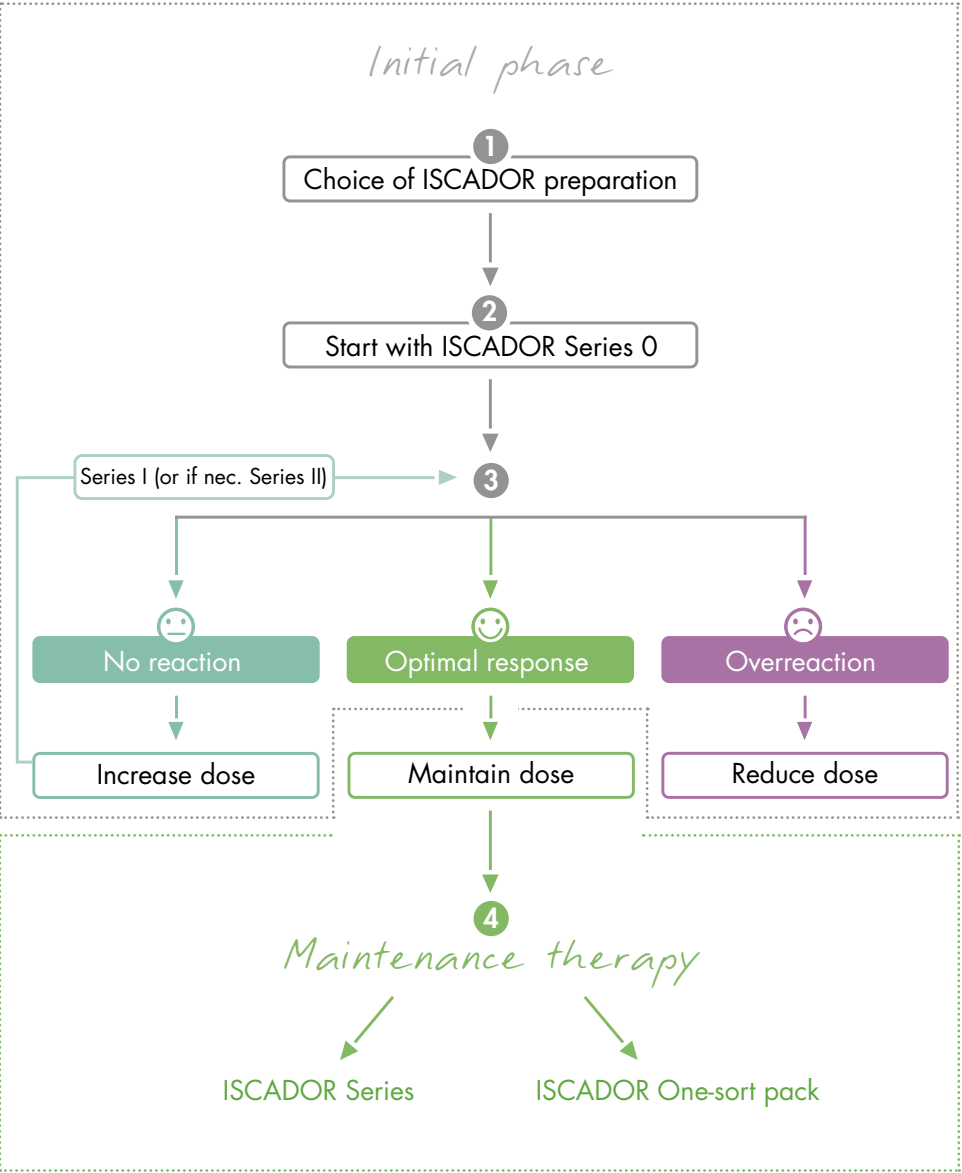 Initial phase
1
Choice of ISCADOR preparation
2
Start with ISCADOR Series 0
Series I (or if nec. Series II)
3
No reaction
Optimal response
Overreaction
Increase dose
Maintain dose
Reduce dose
4
Maintenance therapy
ISCADOR Series
ISCADOR One-sort pack